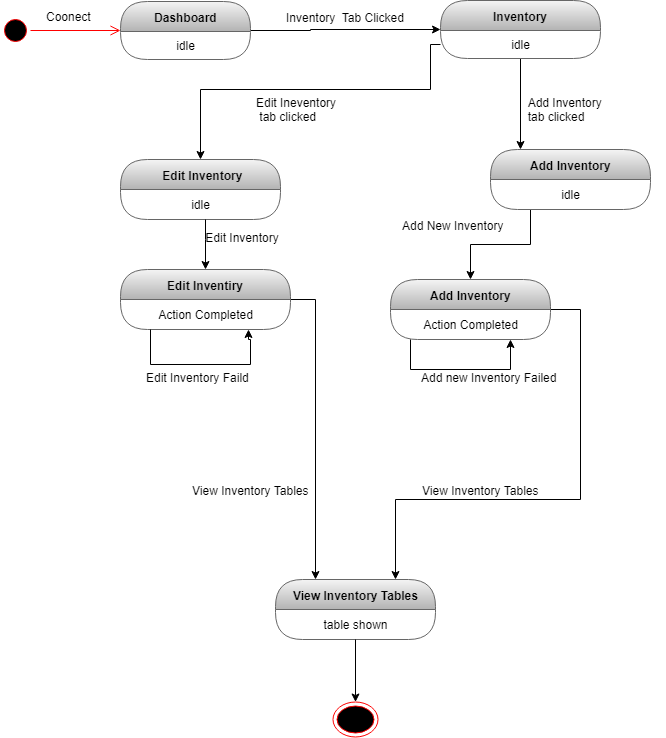 Coonect
Dashboard
idle
Inventory Tab Clicked
Inventory
idle
Edit Ineventory
tab clicked
Add Inventory
tab clicked
Edit Inventory
idle
Add Inventory
idle
Edit Inventory
Add New Inventory
Edit Inventiry
Action Completed
Add Inventory
Action Completed
Edit Inventory Faild
Add new Inventory Failed
View Inventory Tables
View Inventory Tables
View Inventory Tables
table shown